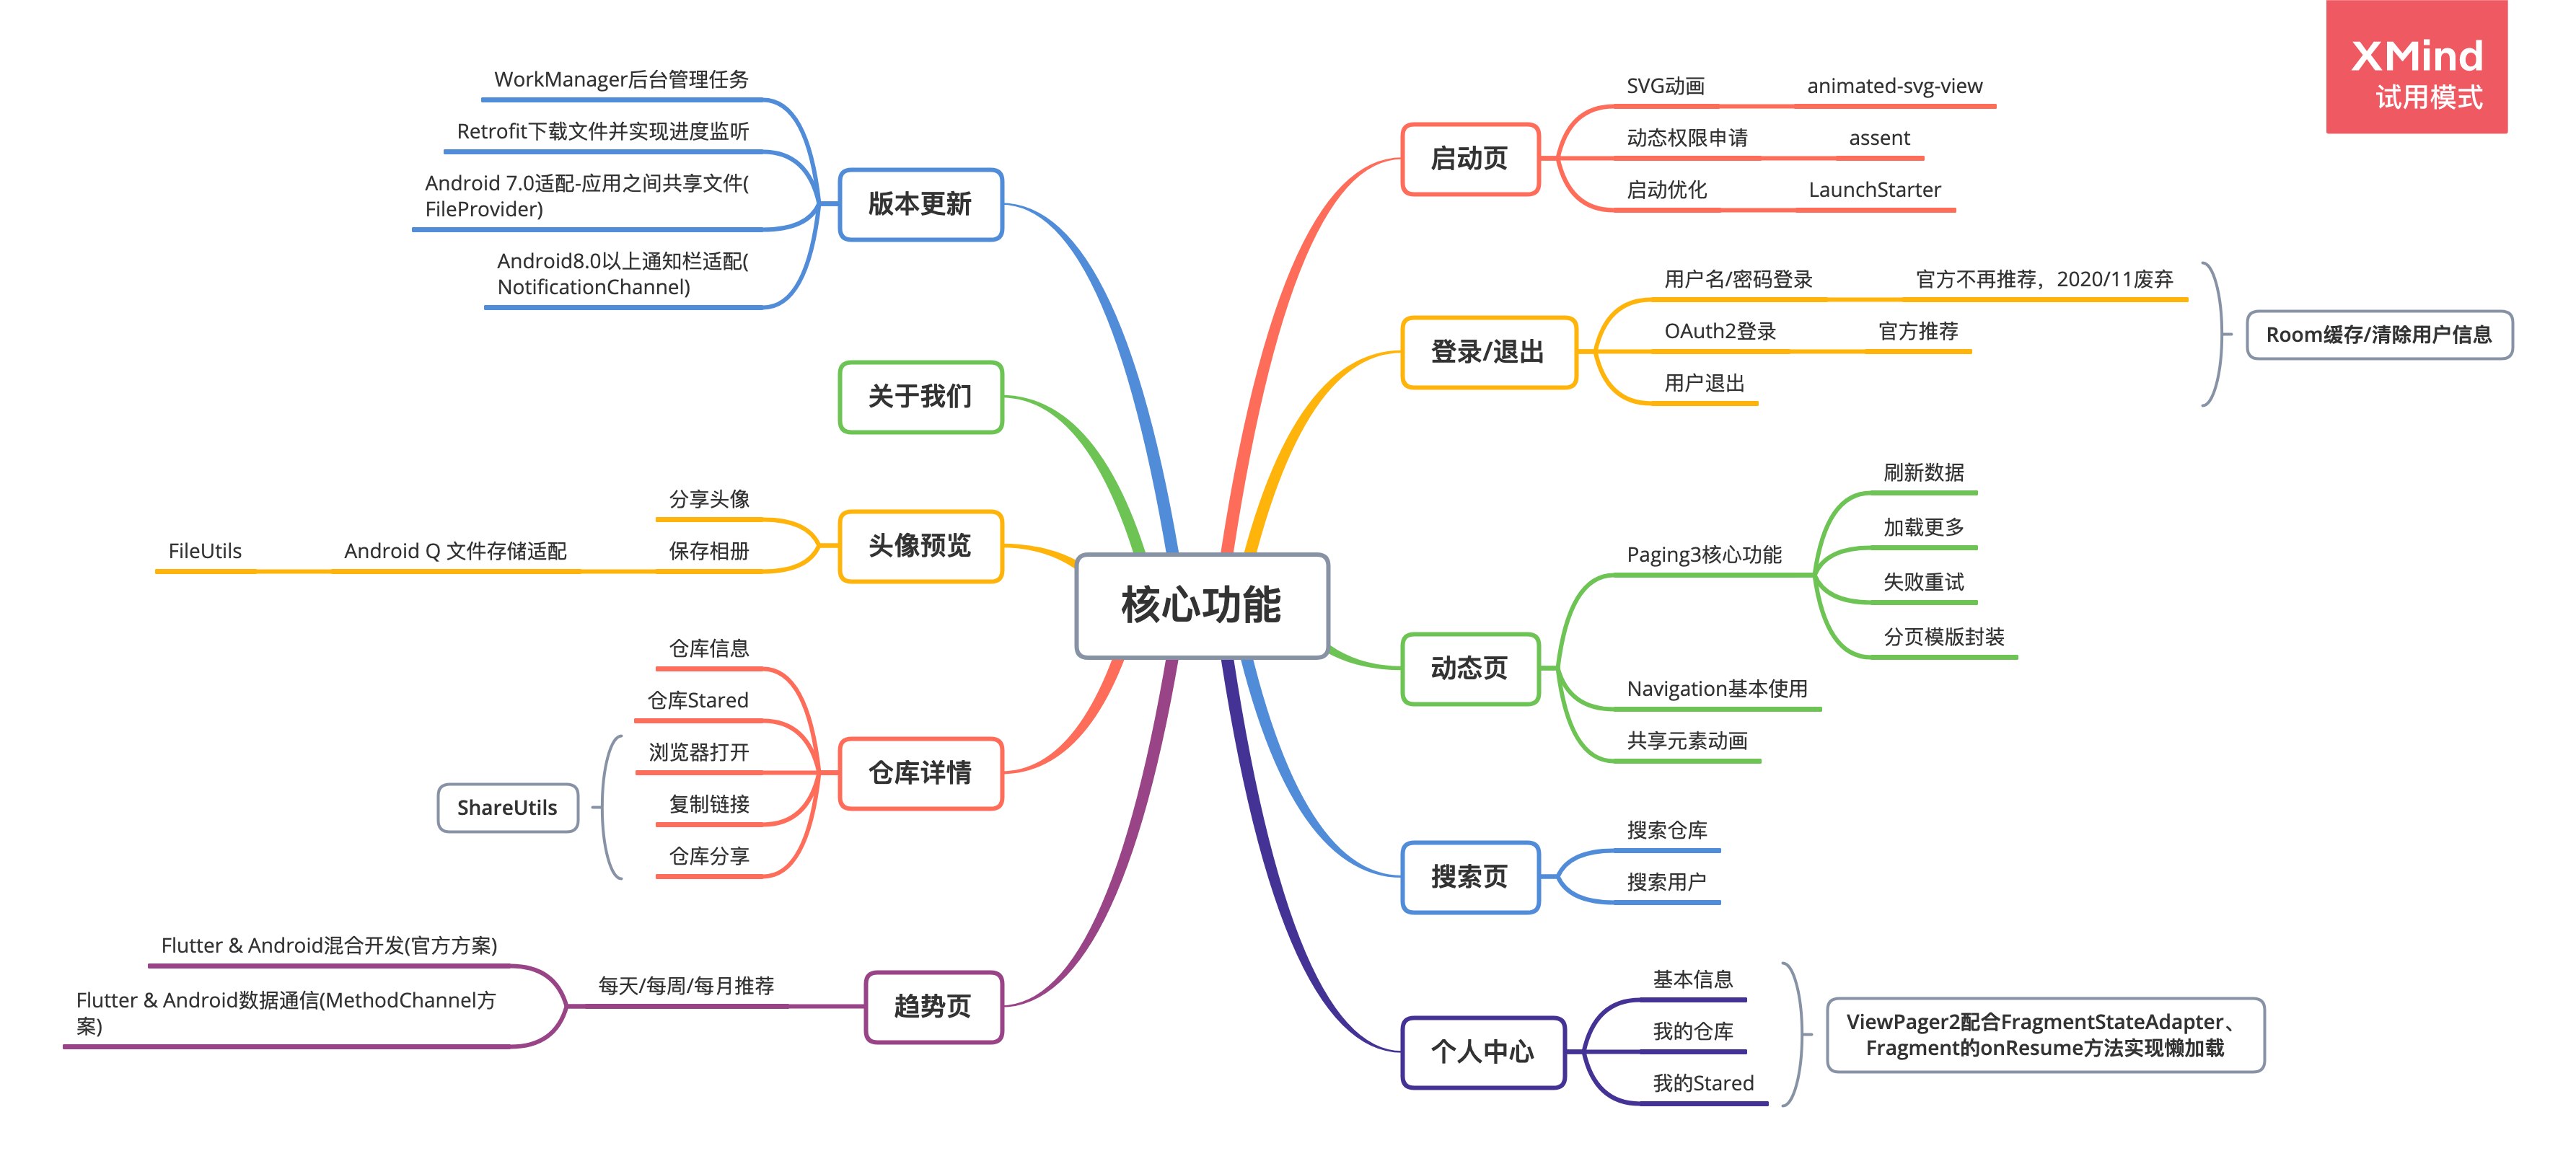 XMind
试用模式
核心功能
启动页
SVG动画
animated-svg-view
动态权限申请
assent
启动优化
LaunchStarter
登录/退出
用户名/密码登录
官方不再推荐，2020/11废弃
OAuth2登录
官方推荐
用户退出
Room缓存/清除用户信息
动态页
Paging3核心功能
刷新数据
加载更多
失败重试
分页模版封装
Navigation基本使用
共享元素动画
搜索页
搜索仓库
搜索用户
个人中心
基本信息
我的仓库
我的Stared
ViewPager2配合FragmentStateAdapter、
Fragment的onResume方法实现懒加载
版本更新
WorkManager后台管理任务
Retrofit下载文件并实现进度监听
Android 7.0适配-应用之间共享文件(
FileProvider)
Android8.0以上通知栏适配(
NotificationChannel)
关于我们
头像预览
分享头像
保存相册
Android Q 文件存储适配
FileUtils
仓库详情
仓库信息
仓库Stared
浏览器打开
复制链接
仓库分享
ShareUtils
趋势页
每天/每周/每月推荐
Flutter & Android混合开发(官方方案)
Flutter & Android数据通信(MethodChannel方
案)